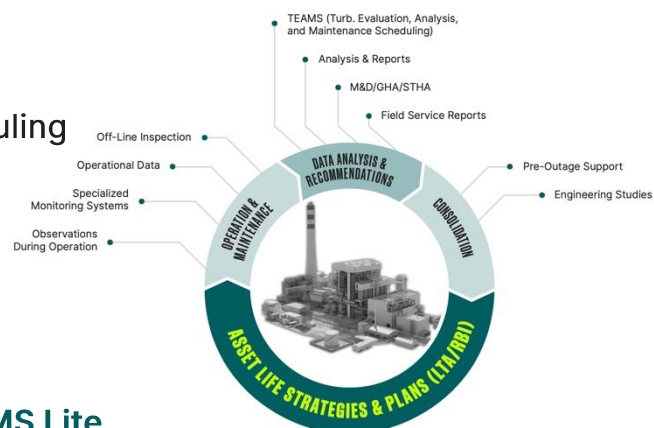 TEAMS (Turb. Evaluation, Analysis,
and Maintenance Scheduling)
Analysis & Reports
M&D/GHA/STHA
Field Service Reports
uling
Off-Line Inspection
Operational Data
Specialized
Monitoring Systems
Observations
During Operation
DATA ANALYSIS &
RECOMMENDATIONS
OPERATION &
MAINTENANCE
CONSOLIDATION
Pre-Outage Support
Engineering Studies
ASSET LIFE STRATEGIES & PLANS (LTA/RBI)
MS Lite